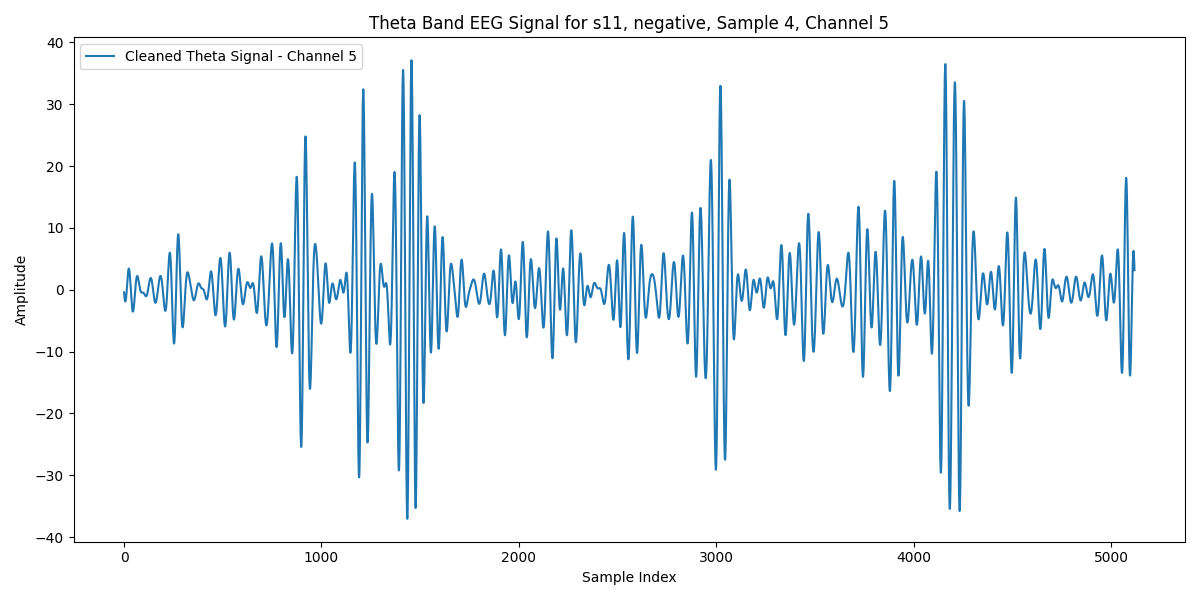 Theta Band EEG Signal for s11, negative, Sample 4, Channel 5
Cleaned Theta Signal - Channel 5
Amplitude
40
30
20
10
0
−10
−20
−30
−40
0 1000 2000 3000 4000 5000
Sample Index